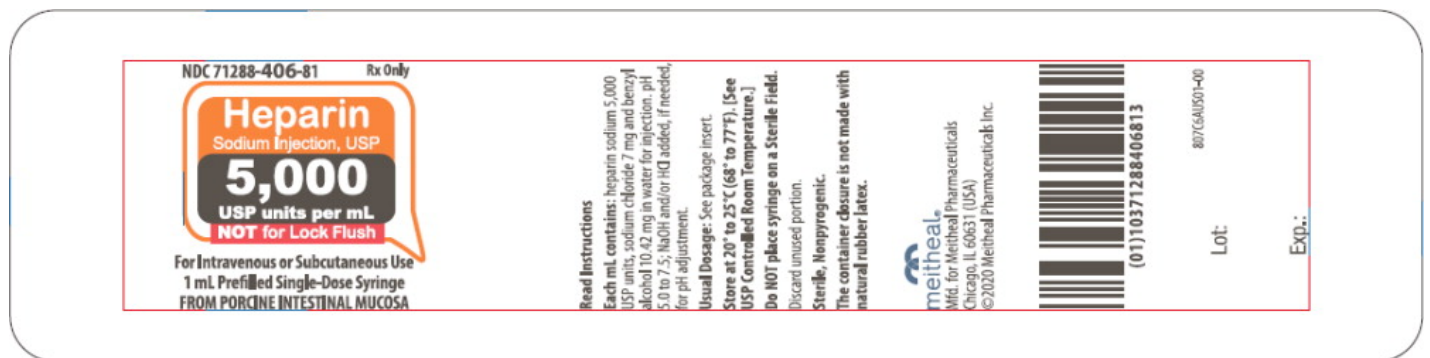 NDC 71288-406-81 Rx Only
Heparin
Sodium Injection, USP
5,000
USP units per mL
NOT for Lock Flush
For Intravenous or Subcutaneous Use
1 mL Prefilled Single-Dose Syringe
FROM PORCINE INTESTINAL MUCOSA
Read Instructions
Each mL contains: heparin sodium 5,000
USP units, sodium chloride 7 mg and benzyl
alcohol 10.42 mg in water for injection. pH
5.0 to 7.5; NaOH and/or HCl added, if needed,
for pH adjustment.
Usual Dosage: See package insert.
Store at 20° to 25°C (68° to 77°F). [See
USP Controlled Room Temperature.]
Do NOT place syringe on a Sterile Field.
Discard unused portion.
Sterile, Nonpyrogenic.
The container closure is not made with
natural rubber latex.
meitheal®
Mfd. for Meitheal Pharmaceuticals
Chicago, IL 6063 (USA)
©2020 Meitheal Pharmaceuticals Inc.
(01)10371288406813
807C6AUS01-00
Lot:
Exp.: